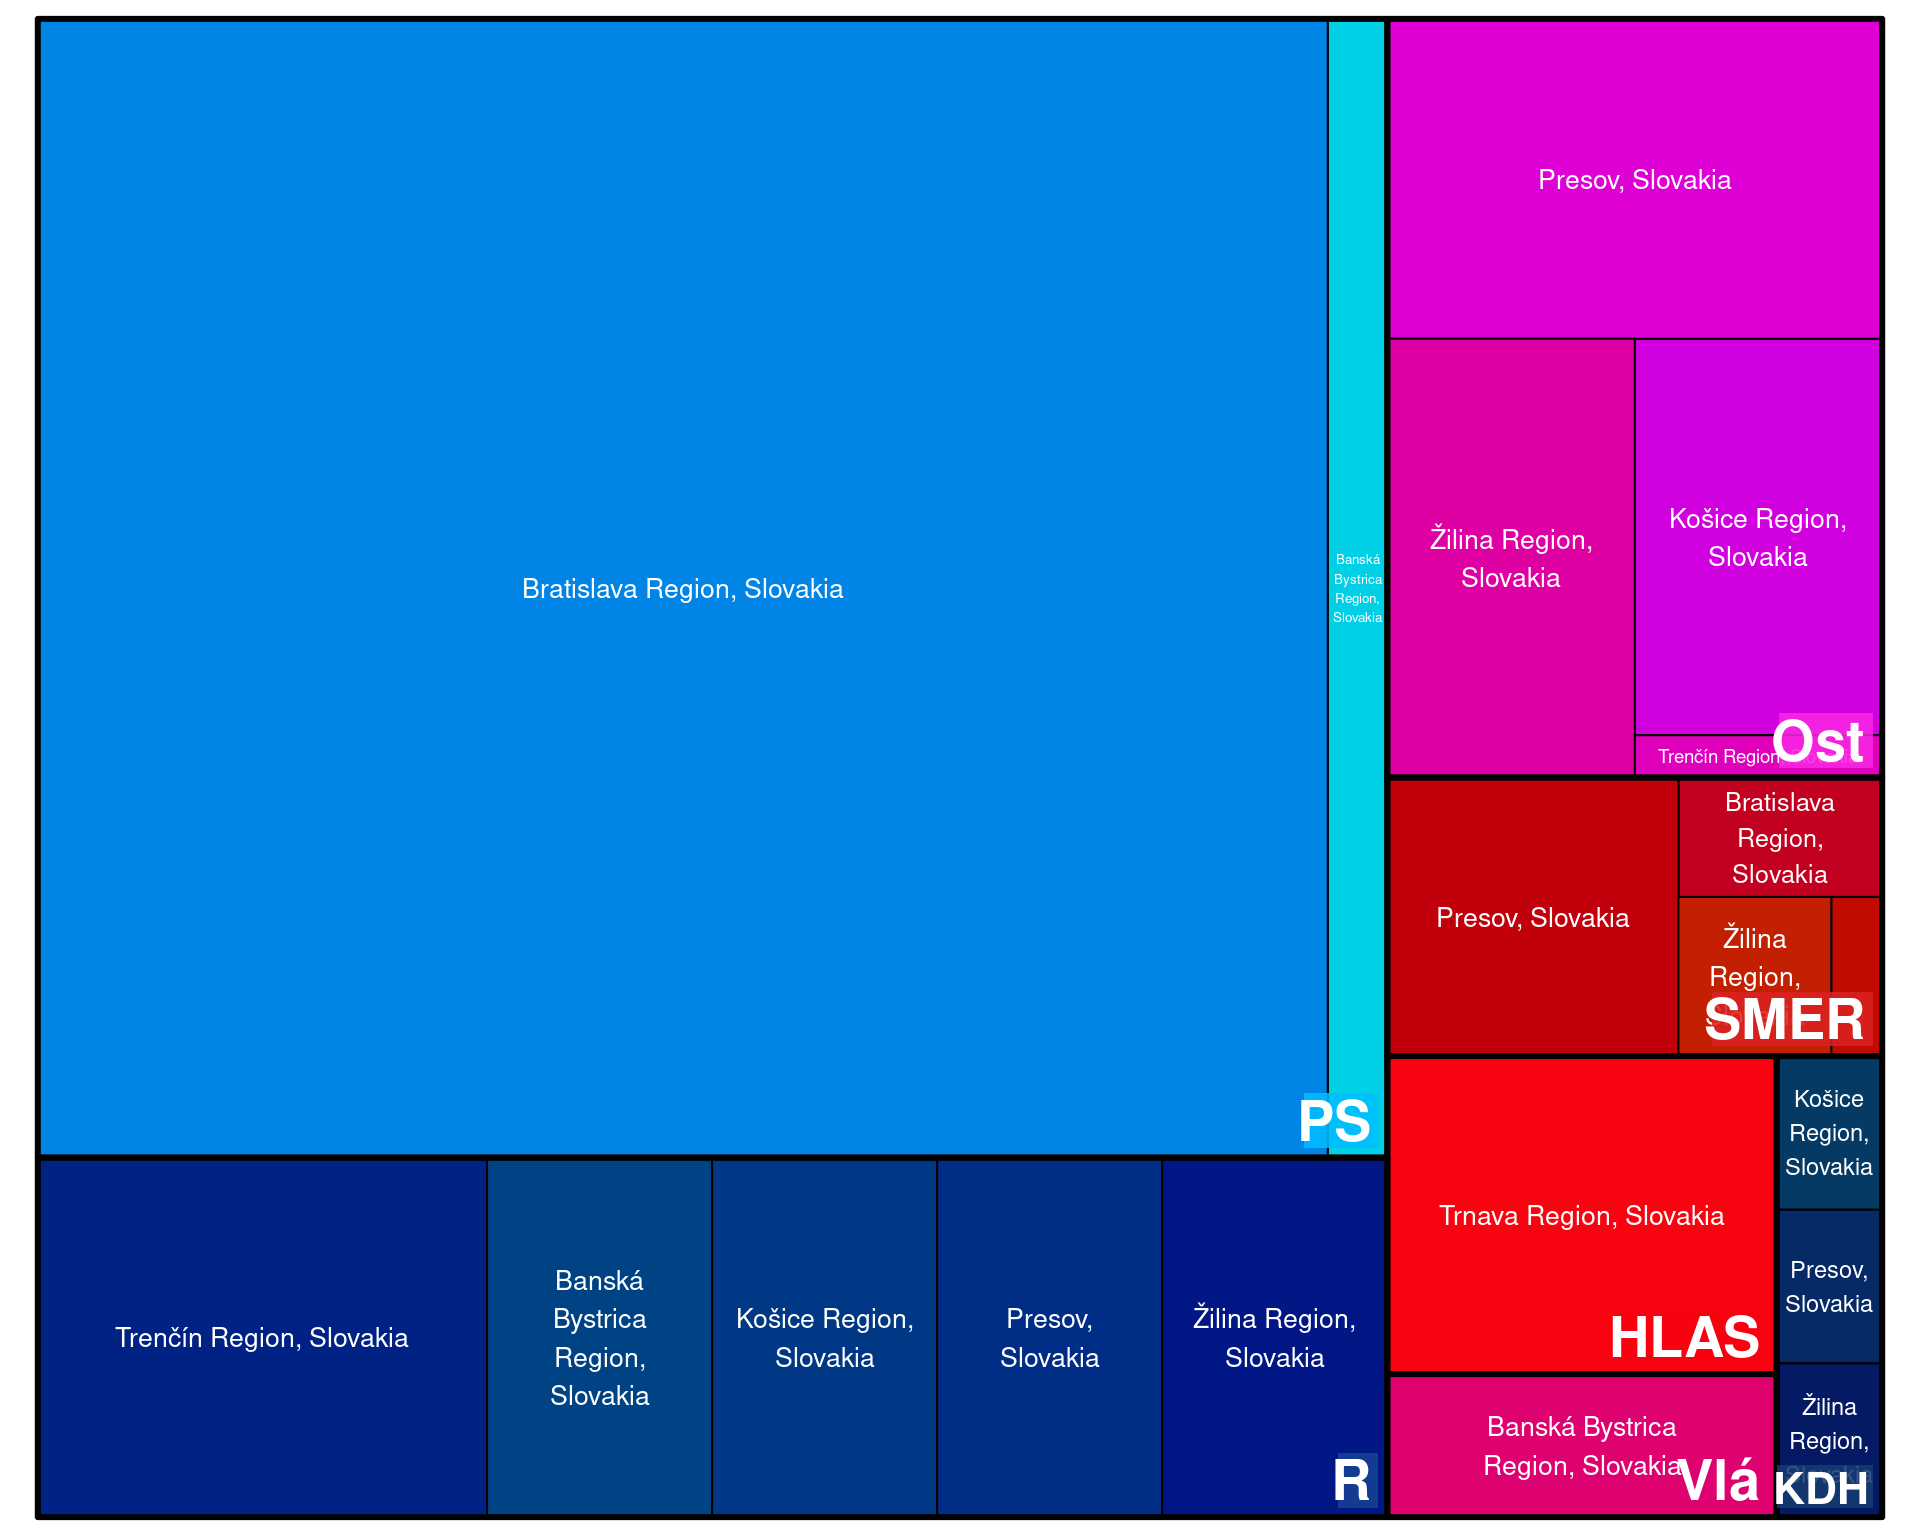 Bratislava Region, Slovakia
Banská
Bystrica
Region,
Slovakia
PS
Trenčín Region, Slovakia
Banská
Bystrica
Region,
Slovakia
Košice Region,
Slovakia
Presov,
Slovakia
Žilina Region,
Slovakia
R
Presov, Slovakia
Žilina Region,
Slovakia
Košice Region,
Slovakia
Trenčín Region
Ost
Presov, Slovakia
Bratislava
Region,
Slovakia
Žilina
Region,
SMER
Trnava Region, Slovakia
HLAS
Banská Bystrica
Region, Slovakia
Vlá
Košice
Region,
Slovakia
Presov,
Slovakia
Žilina
Region,
KDH